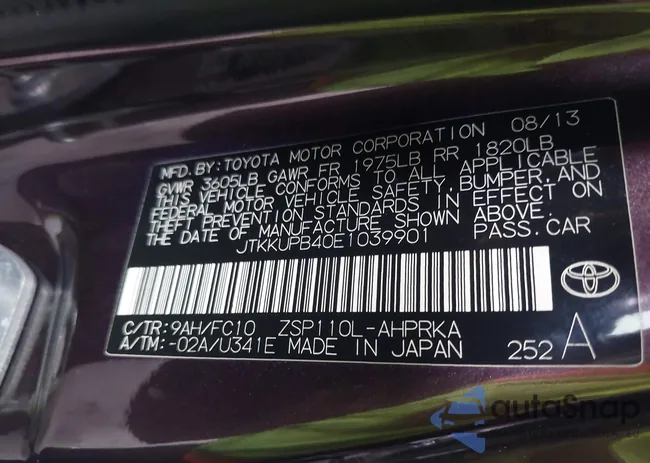 MFD. BY: TOYOTA MOTOR CORPORATION 08/13
GVWR 3605LB GAWR FR 1975LB RR 1820LB
THIS VEHICLE CONFORMS TO ALL APPLICABLE
FEDERAL MOTOR VEHICLE SAFETY, BUMPER, AND
THEFT PREVENTION STANDARDS IN EFFECT ON
THE DATE OF MANUFACTURE SHOWN ABOVE.
JTKKUPB40E1039901 PASS. CAR
C/TR: 9AH/FC10 ZSP110L-AHPRKA
A/TM: -02A/U341E MADE IN JAPAN 252 A
autoSnap